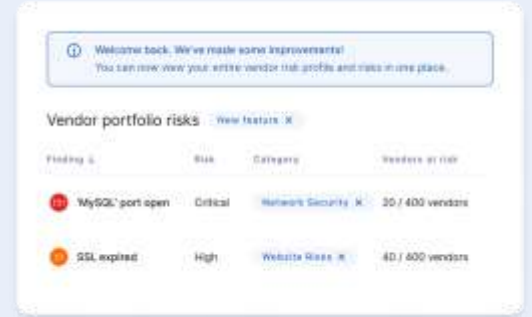 Welcome back. We've made some improvements!
You can now view your entire vendor risk profile and risks in one place.
Vendor portfolio risks New feature ×
Finding ↓ Risk Category Vendors at risk
'MySQL' port open Critical Network Security × 20 / 400 vendors
SSL expired High Website Risks × 40 / 400 vendors